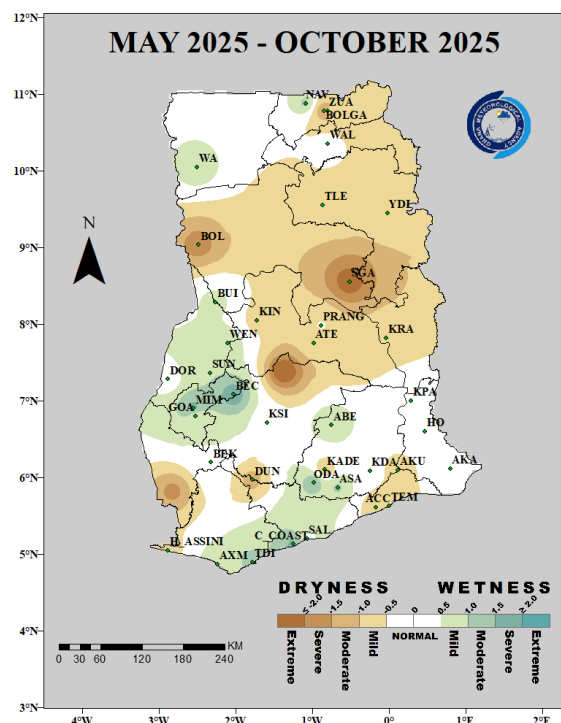 MAY 2025 - OCTOBER 2025
12°N
11°N
10°N
9°N
8°N
7°N
6°N
5°N
4°N
3°N
4°W
3°W
2°W
1°W
0°
1°E
N
NAV
ZUA
BOLGA
WAL
WA
TLE
YDI
BOL
SGA
BUI
KIN
PRANG
KRA
WEN
ATE
DOR
SUN
BEC
MIM
GOA
KPA
KSI
ABE
HO
BEK
KADE
KDA
AKU
AKA
DUN
ODA
ASA
ACC
TEM
SAL
C_COAST
H_ASSINI
AXM
TDI
DRYNESS WETNESS
≤-2.0 -1.5 -1.0 -0.5 0 0.5 1.0 1.5 ≥ 2.0
Extreme Severe Moderate Mild NORMAL Mild Moderate Severe Extreme
KM
0 30 60 120 180 240